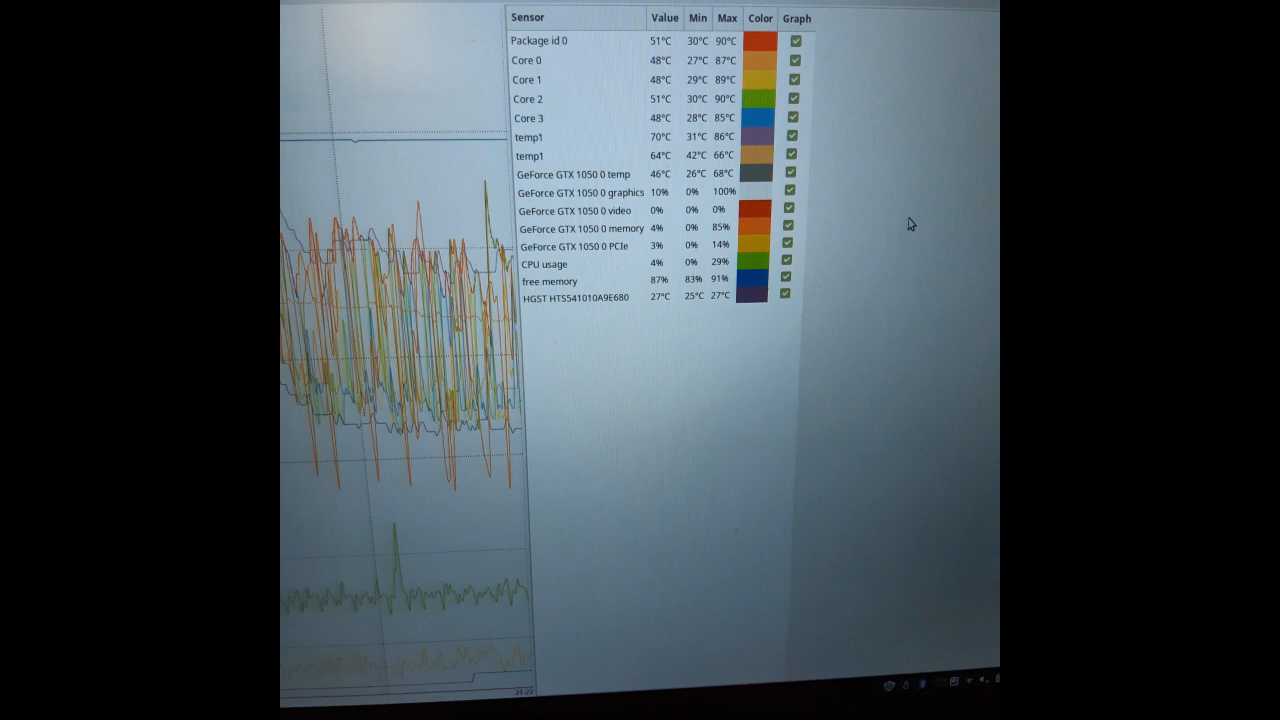 Sensor Value Min Max Color Graph
Package id 0 51°C 30°C 90°C
Core 0 48°C 27°C 87°C
Core 1 48°C 29°C 89°C
Core 2 51°C 30°C 90°C
Core 3 48°C 28°C 85°C
temp1 70°C 31°C 86°C
temp1 64°C 42°C 66°C
GeForce GTX 1050 0 temp 46°C 26°C 68°C
GeForce GTX 1050 0 graphics 10% 0% 100%
GeForce GTX 1050 0 video 0% 0% 0%
GeForce GTX 1050 0 memory 4% 0% 85%
GeForce GTX 1050 0 PCIe 3% 0% 14%
CPU usage 4% 0% 29%
free memory 87% 83% 91%
HGST HTS541010A9E680 27°C 25°C 27°C
21:22